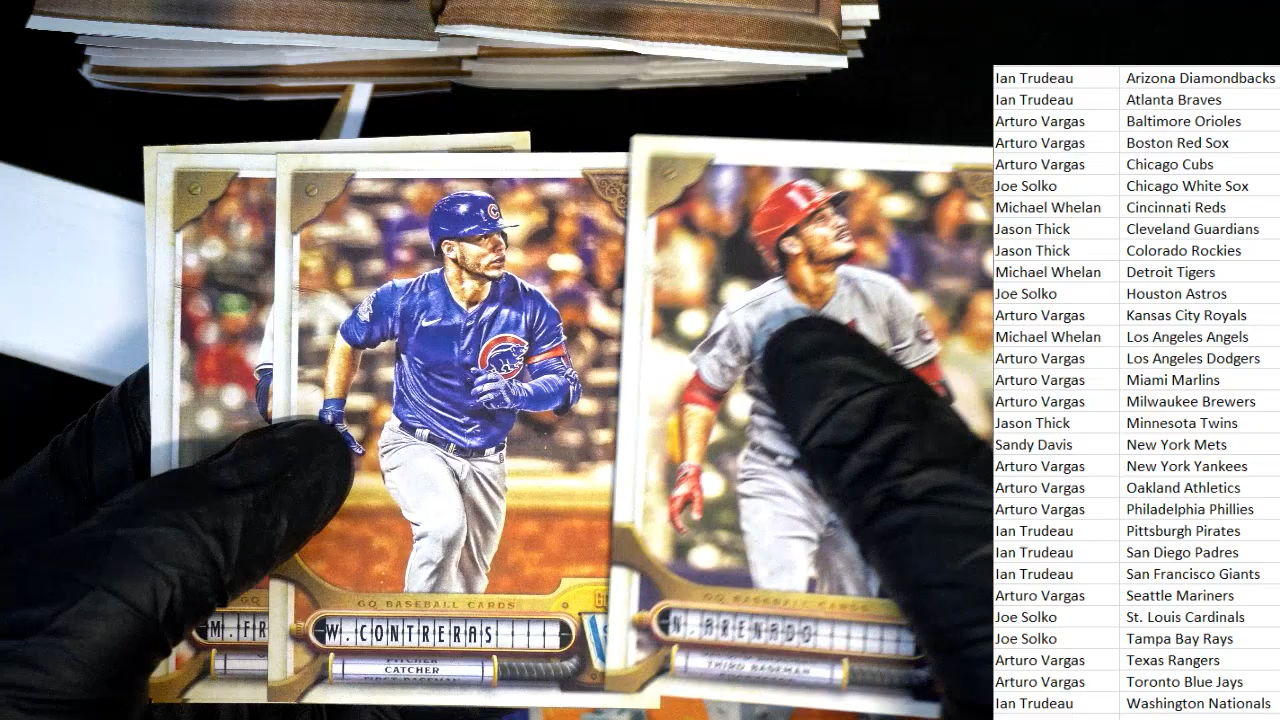 M. FR
GQ BASEBALL CARDS
W. CONTRERAS
PITCHER
CATCHER
FIRST BASEMAN
GQ BASEBALL CARDS
N. ARENADO
THIRD BASEMAN
Ian Trudeau Arizona Diamondbacks
Ian Trudeau Atlanta Braves
Arturo Vargas Baltimore Orioles
Arturo Vargas Boston Red Sox
Arturo Vargas Chicago Cubs
Joe Solko Chicago White Sox
Michael Whelan Cincinnati Reds
Jason Thick Cleveland Guardians
Jason Thick Colorado Rockies
Michael Whelan Detroit Tigers
Joe Solko Houston Astros
Arturo Vargas Kansas City Royals
Michael Whelan Los Angeles Angels
Arturo Vargas Los Angeles Dodgers
Arturo Vargas Miami Marlins
Arturo Vargas Milwaukee Brewers
Jason Thick Minnesota Twins
Sandy Davis New York Mets
Arturo Vargas New York Yankees
Arturo Vargas Oakland Athletics
Arturo Vargas Philadelphia Phillies
Ian Trudeau Pittsburgh Pirates
Ian Trudeau San Diego Padres
Ian Trudeau San Francisco Giants
Arturo Vargas Seattle Mariners
Joe Solko St. Louis Cardinals
Joe Solko Tampa Bay Rays
Arturo Vargas Texas Rangers
Arturo Vargas Toronto Blue Jays
Ian Trudeau Washington Nationals